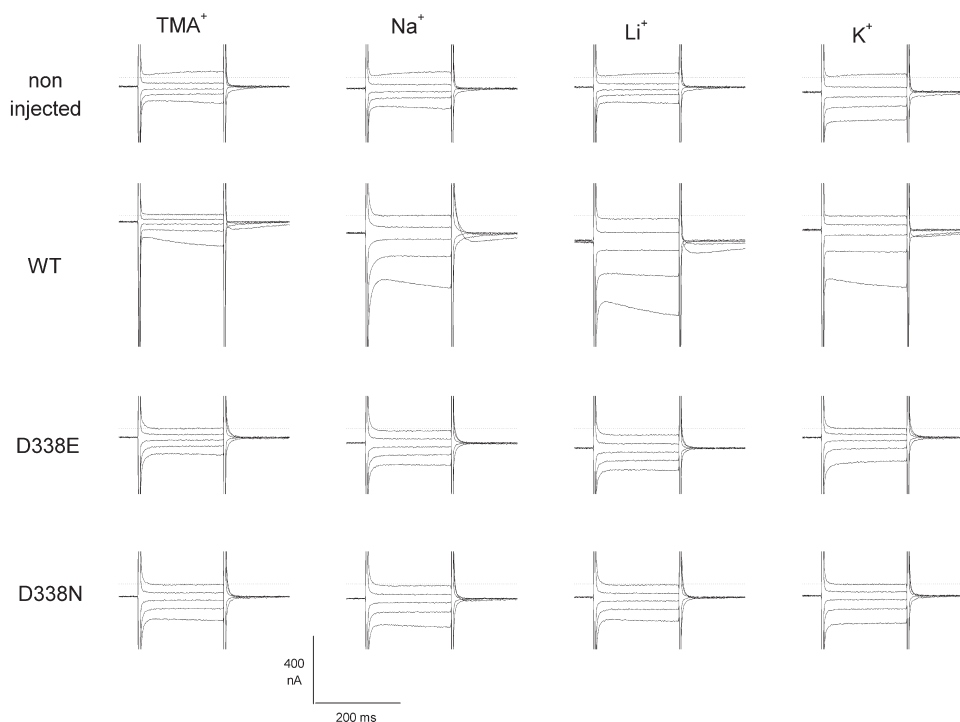 TMA+ Na+ Li+ K+
non
injected
WT
D338E
D338N
400
nA
200 ms